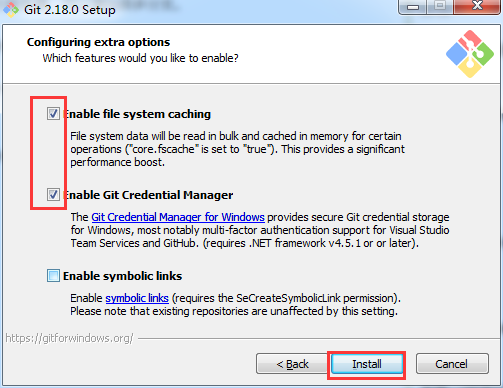 Git 2.18.0 Setup
Configuring extra options
Which features would you like to enable?
Enable file system caching
File system data will be read in bulk and cached in memory for certain
operations ("core.fscache" is set to "true"). This provides a significant
performance boost.
Enable Git Credential Manager
The Git Credential Manager for Windows provides secure Git credential storage
for Windows, most notably multi-factor authentication support for Visual Studio
Team Services and GitHub. (requires .NET framework v4.5.1 or or later).
Enable symbolic links
Enable symbolic links (requires the SeCreateSymbolicLink permission).
Please note that existing repositories are unaffected by this setting.
https://gitforwindows.org/
< Back
Install
Cancel